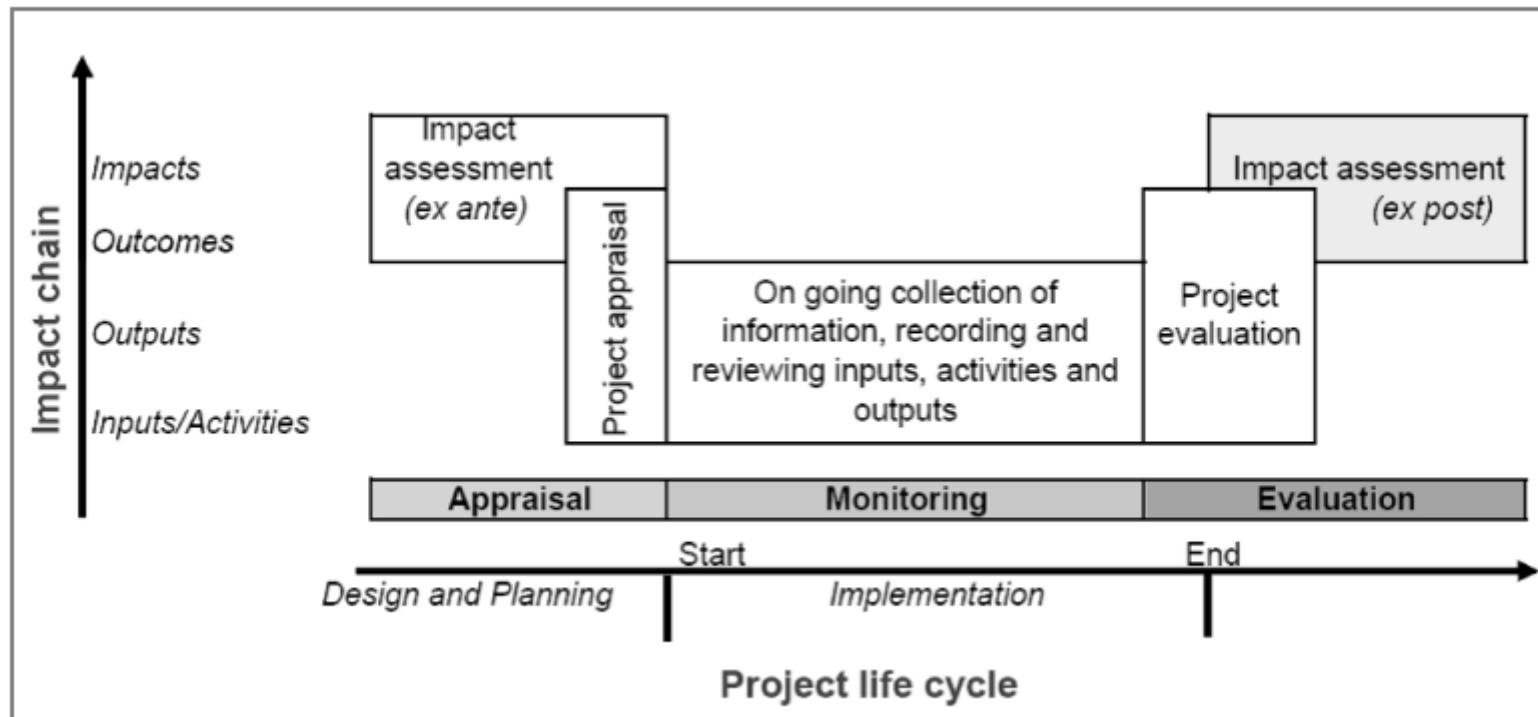 Impact chain
Impacts
Outcomes
Outputs
Inputs/Activities
Impact
assessment
(ex ante)
Project appraisal
On going collection of
information, recording and
reviewing inputs, activities and
outputs
Project
evaluation
Impact assessment
(ex post)
Appraisal
Monitoring
Evaluation
Start
End
Design and Planning
Implementation
Project life cycle